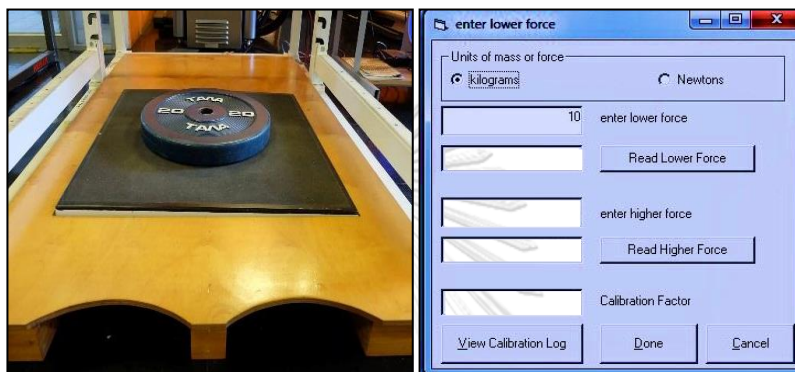 TANA
20 20
TANA
enter lower force
Units of mass or force
kilograms Newtons
10 enter lower force
Read Lower Force
enter higher force
Read Higher Force
Calibration Factor
View Calibration Log Done Cancel